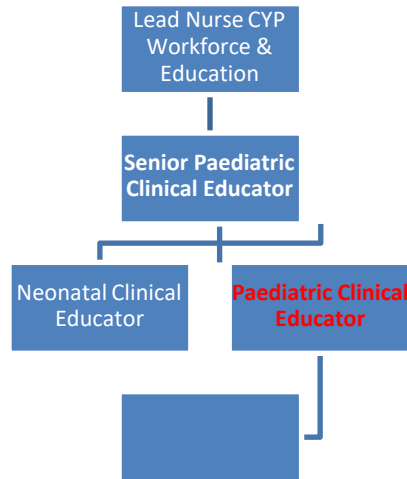 Lead Nurse CYP
Workforce &
Education
Senior Paediatric
Clinical Educator
Neonatal Clinical
Educator
Paediatric Clinical
Educator